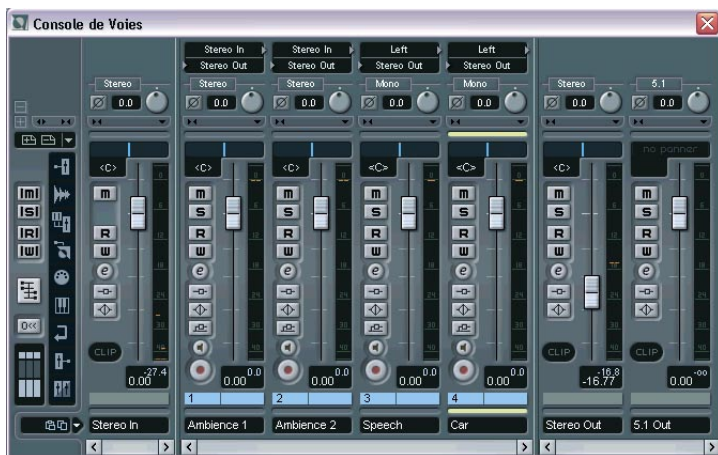 Console de Voies
Stereo In Stereo In Left Left
Stereo Out Stereo Out Stereo Out Stereo Out
Stereo Stereo Stereo Mono Mono Stereo 5.1
0.0 0.0 0.0 0.0 0.0 0.0 0.0
no panner
<C> <C> <C> <C> <C> <C>
m m m m m m m
S S S S S S
R R R R R R R
W W W W W W W
e e e e e e e
CLIP CLIP CLIP
-27.4 0.0 0.0 0.0 0.0 -16.8 -oo
0.00 0.00 0.00 0.00 0.00 -16.77 0.00
1 2 3 4
Stereo In Ambience 1 Ambience 2 Speech Car Stereo Out 5.1 Out